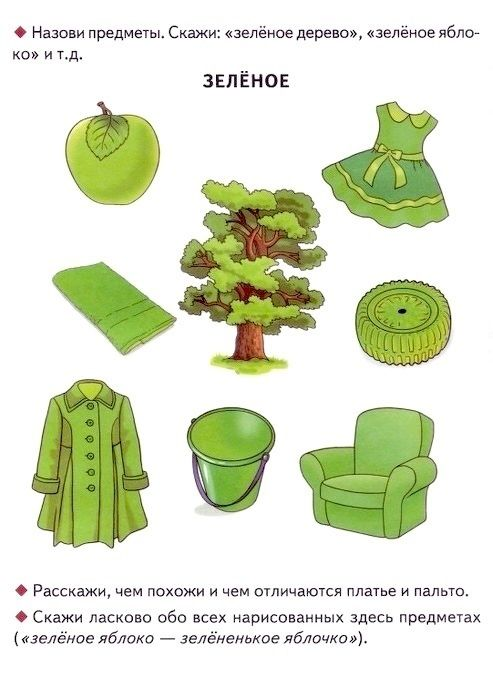 ◆ Назови предметы. Скажи: «зелёное дерево», «зелёное ябло-
ко» и т.д.
ЗЕЛЁНОЕ
◆ Расскажи, чем похожи и чем отличаются платье и пальто.
◆ Скажи ласково обо всех нарисованных здесь предметах
(«зелёное яблоко — зелёненькое яблочко»).